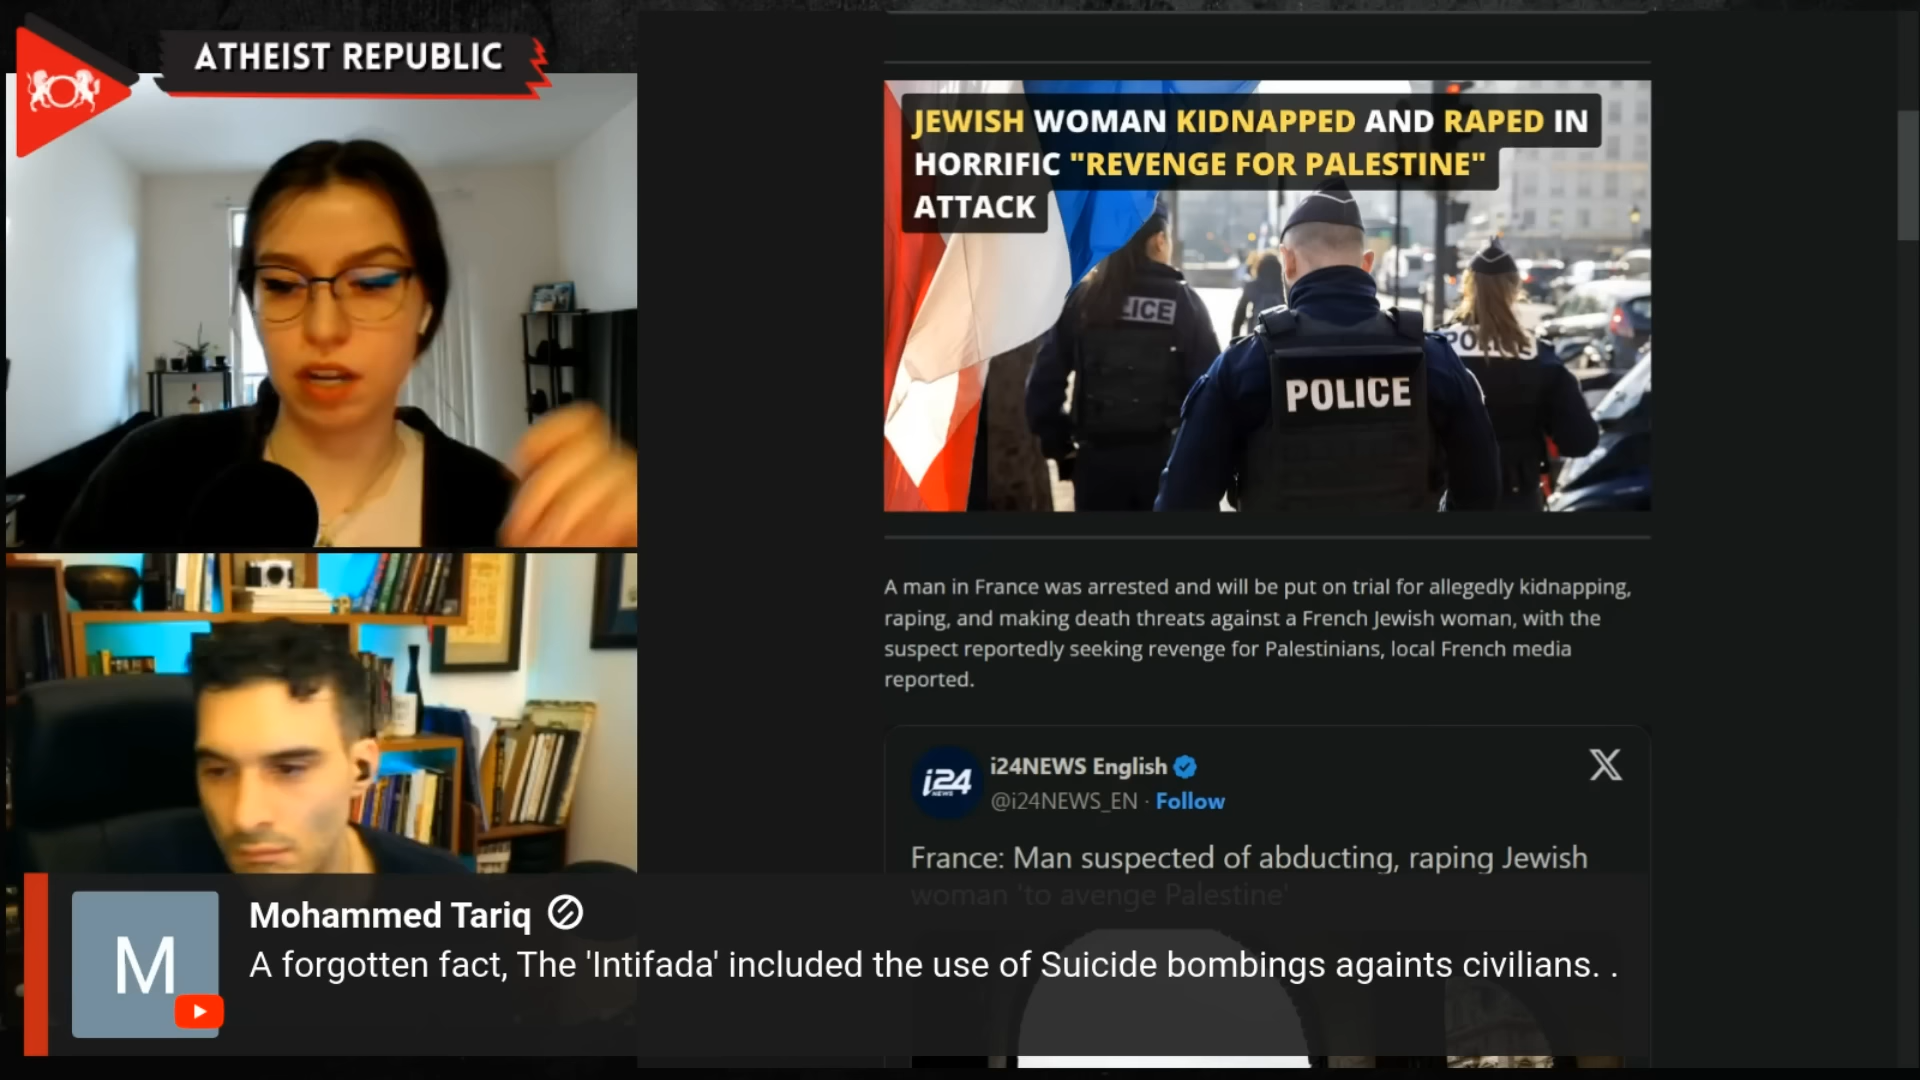 ATHEIST REPUBLIC
JEWISH WOMAN KIDNAPPED AND RAPED IN
HORRIFIC "REVENGE FOR PALESTINE"
ATTACK
LICE
POLICE
POLICE
A man in France was arrested and will be put on trial for allegedly kidnapping,
raping, and making death threats against a French Jewish woman, with the
suspect reportedly seeking revenge for Palestinians, local French media
reported.
i24
NEWS
i24NEWS English
@i24NEWS_EN · Follow
France: Man suspected of abducting, raping Jewish
woman 'to avenge Palestine'
M
Mohammed Tariq
A forgotten fact, The 'Intifada' included the use of Suicide bombings againts civilians. .